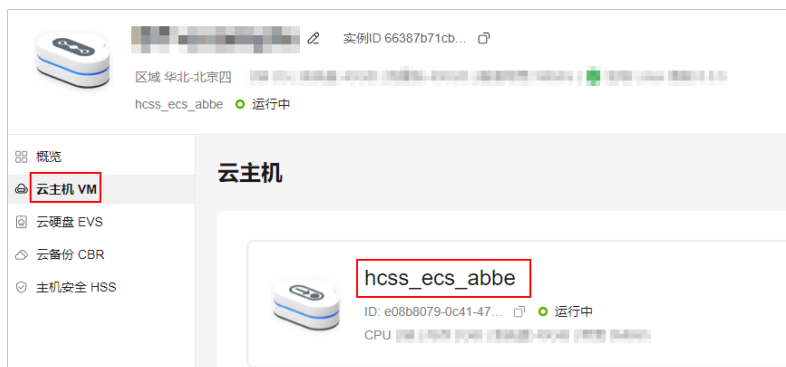 实例ID 66387b71cb...
区域 华北-北京四
hcss_ecs_abbe 运行中
概览
云主机 VM
云硬盘 EVS
云备份 CBR
主机安全 HSS
云主机
hcss_ecs_abbe
ID: e08b8079-0c41-47... 运行中
CPU